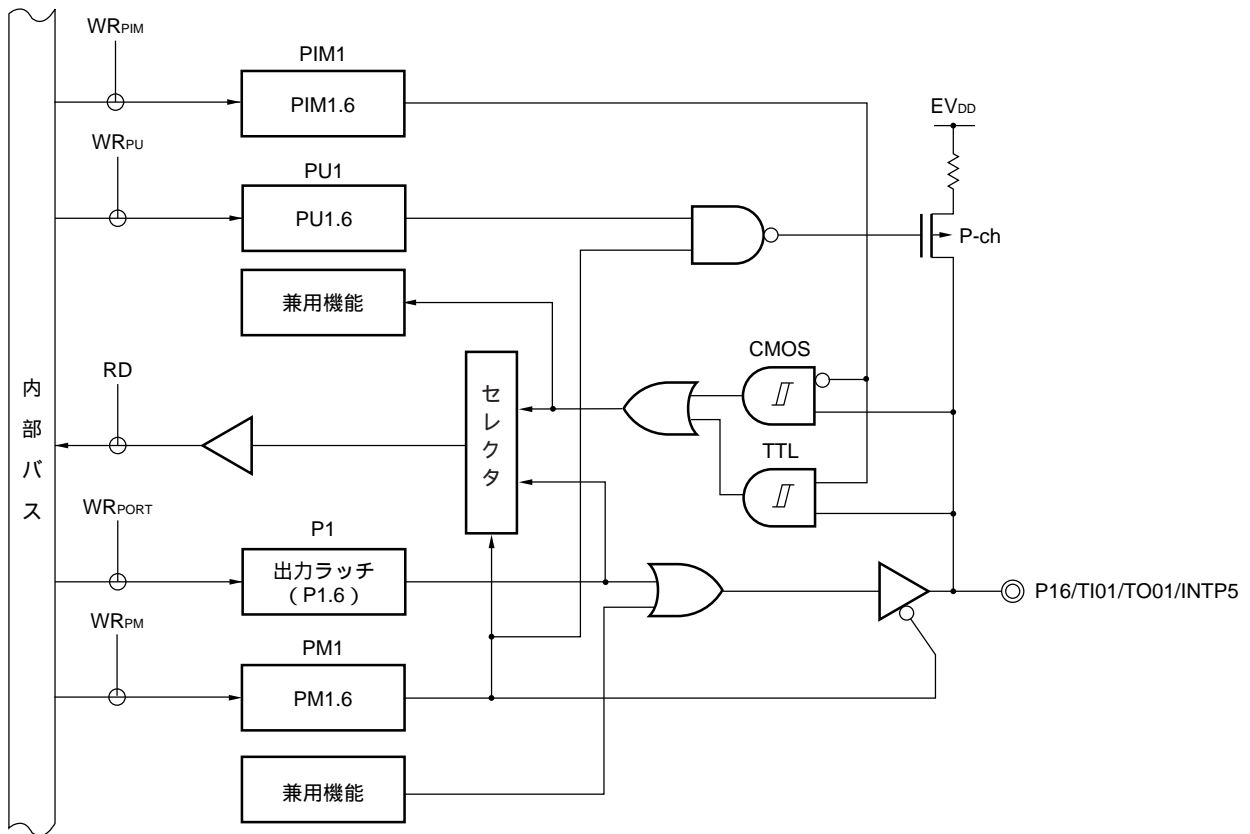 WRPIM
PIM1
PIM1.6
EVDD
WRPU
PU1
PU1.6
P-ch
兼用機能
CMOS
RD
セレクタ
内部バス
TTL
WRPORT
P1
出力ラッチ
(P1.6)
P16/TI01/TO01/INTP5
WRPM
PM1
PM1.6
兼用機能